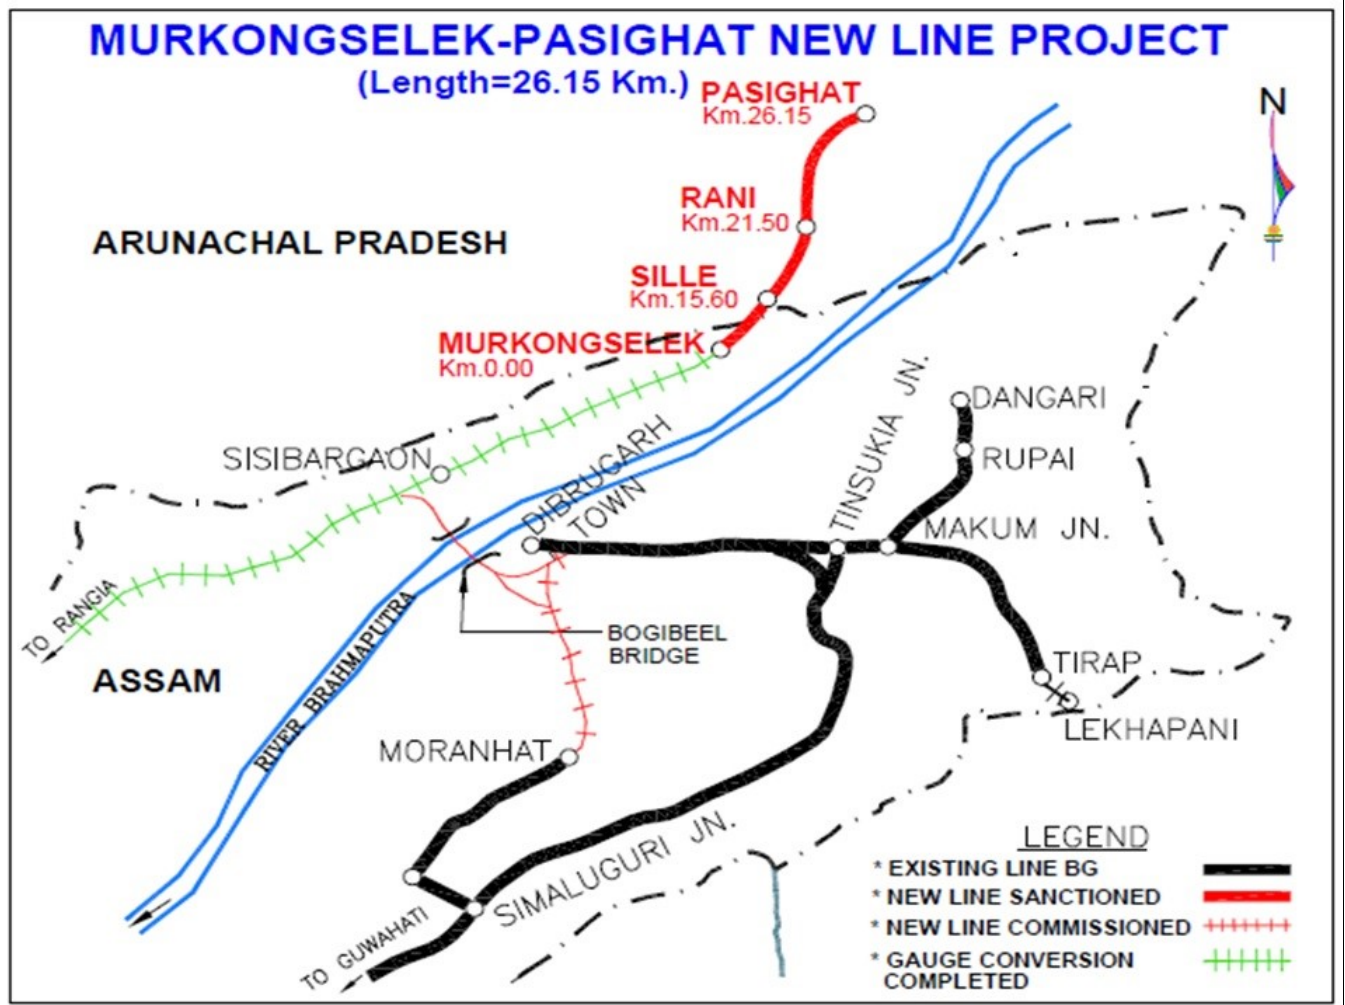 MURKONGSELEK-PASIGHAT NEW LINE PROJECT
(Length=26.15 Km.)
PASIGHAT
Km.26.15
N
RANI
Km.21.50
ARUNACHAL PRADESH
SILLE
Km.15.60
MURKONGSELEK
Km.0.00
TINSUKIA JN.
DANGARI
SISIBARGAON
DIBRUGARH
TOWN
RUPAI
MAKUM JN.
TO RANGIA
RIVER BRAHMAPUTRA
BOGIBEEL
BRIDGE
TIRAP
ASSAM
LEKHAPANI
MORANHAT
SIMALUGURI JN.
TO GUWAHATI
LEGEND
* EXISTING LINE BG
* NEW LINE SANCTIONED
* NEW LINE COMMISSIONED
* GAUGE CONVERSION
COMPLETED